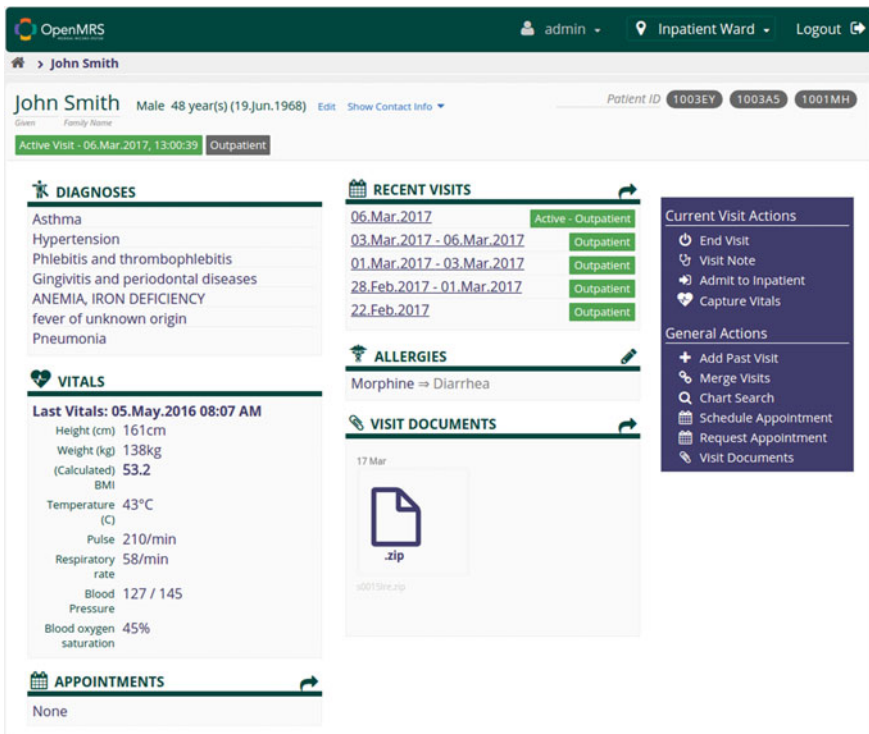 OpenMRS
admin
Inpatient Ward
Logout
John Smith
John Smith Male 48 year(s) (19.Jun.1968) Edit Show Contact Info
Given Family Name
Patient ID 1003EY 1003A5 1001MH
Active Visit - 06.Mar.2017, 13:00:39 Outpatient
DIAGNOSES
Asthma
Hypertension
Phlebitis and thrombophlebitis
Gingivitis and periodontal diseases
ANEMIA, IRON DEFICIENCY
fever of unknown origin
Pneumonia
VITALS
Last Vitals: 05.May.2016 08:07 AM
Height (cm) 161cm
Weight (kg) 138kg
(Calculated) 53.2
BMI
Temperature 43°C
(C)
Pulse 210/min
Respiratory 58/min
rate
Blood 127 / 145
Pressure
Blood oxygen 45%
saturation
APPOINTMENTS
None
RECENT VISITS
06.Mar.2017 Active - Outpatient
03.Mar.2017 - 06.Mar.2017 Outpatient
01.Mar.2017 - 03.Mar.2017 Outpatient
28.Feb.2017 - 01.Mar.2017 Outpatient
22.Feb.2017 Outpatient
ALLERGIES
Morphine ⇒ Diarrhea
VISIT DOCUMENTS
17 Mar
.zip
Current Visit Actions
End Visit
Visit Note
Admit to Inpatient
Capture Vitals
General Actions
Add Past Visit
Merge Visits
Chart Search
Schedule Appointment
Request Appointment
Visit Documents